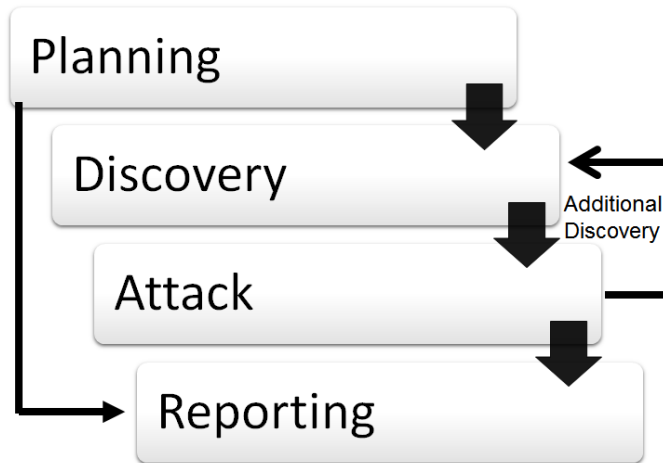 Planning
Discovery
Additional
Discovery
Attack
Reporting